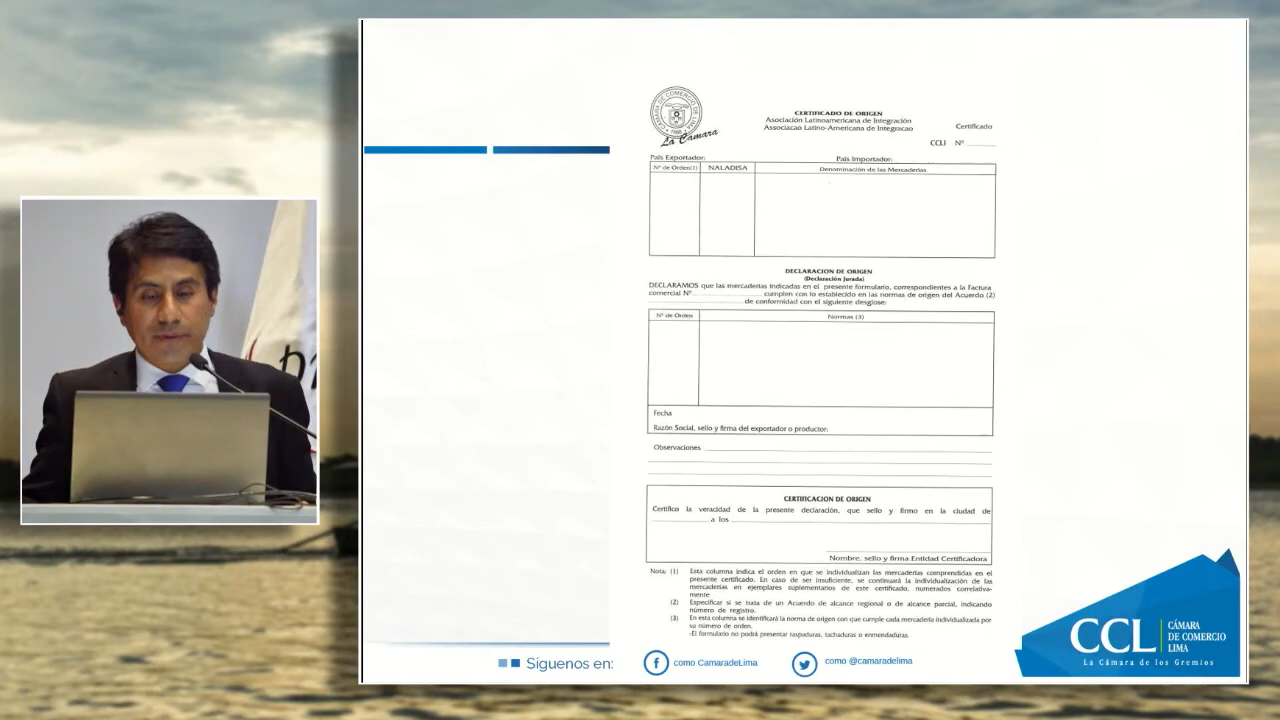 CAMARA DE COMERCIO DE LIMA
1888
La Camara
CERTIFICADO DE ORIGEN
Asociación Latinoamericana de Integración
Associacao Latino-Americana de Integracao
Certificado
CCLI Nº
País Exportador:
País Importador:
Nº de Orden(1) NALADISA Denominación de las Mercaderías
DECLARACION DE ORIGEN
(Declaración Jurada)
DECLARAMOS que las mercaderías indicadas en el presente formulario, correspondientes a la Factura
comercial Nº cumplen con lo establecido en las normas de origen del Acuerdo (2)
de conformidad con el siguiente desglose:
Nº de Orden Normas (3)
Fecha
Razón Social, sello y firma del exportador o productor:
Observaciones
CERTIFICACION DE ORIGEN
Certifico la veracidad de la presente declaración, que sello y firmo en la ciudad de
a los
Nombre, sello y firma Entidad Certificadora
Nota: (1) Esta columna indica el orden en que se individualizan las mercaderías comprendidas en el
presente certificado. En caso de ser insuficiente, se continuará la individualización de las
mercaderías en ejemplares suplementarios de este certificado, numerados correlativa-
mente
(2) Especificar si se trata de un Acuerdo de alcance regional o de alcance parcial, indicando
número de registro.
(3) En esta columna se identificará la norma de origen con que cumple cada mercadería individualizada por
su número de orden.
-El formulario no podrá presentar raspaduras, tachaduras o enmendaduras.
Síguenos en:
como CamaradeLima
como @camaradelima
CCL
CÁMARA
DE COMERCIO
LIMA
La Cámara de los Gremios